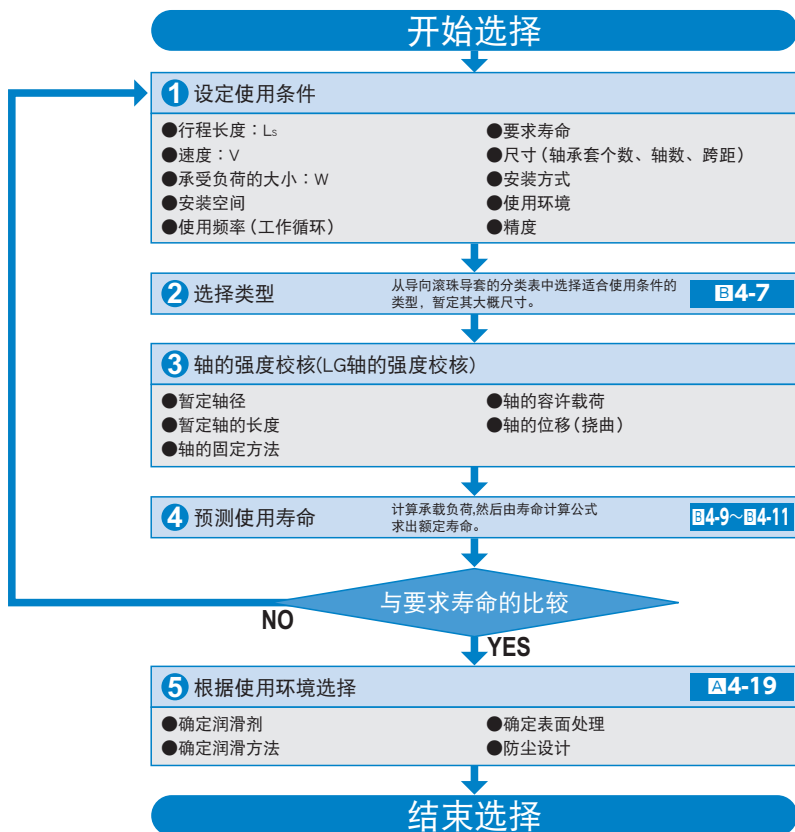 开始选择
1 设定使用条件
●行程长度：Ls
●速度：V
●承受负荷的大小：W
●安装空间
●使用频率（工作循环）
●要求寿命
●尺寸（轴承套个数、轴数、跨距）
●安装方式
●使用环境
●精度
2 选择类型
从导向滚珠导套的分类表中选择适合使用条件的
类型，暂定其大概尺寸。
B4-7
3 轴的强度校核(LG轴的强度校核）
●暂定轴径
●暂定轴的长度
●轴的固定方法
●轴的容许载荷
●轴的位移（挠曲）
4 预测使用寿命
计算承载负荷,然后由寿命计算公式
求出额定寿命。
B4-9～B4-11
与要求寿命的比较
NO
YES
5 根据使用环境选择
A4-19
●确定润滑剂
●确定润滑方法
●确定表面处理
●防尘设计
结束选择